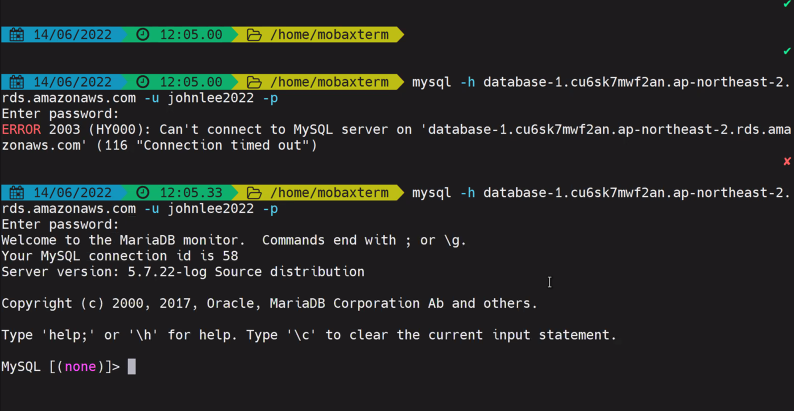 14/06/2022 12:05.00 /home/mobaxterm
14/06/2022 12:05.00 /home/mobaxterm mysql -h database-1.cu6sk7mwf2an.ap-northeast-2.
rds.amazonaws.com -u johnlee2022 -p
Enter password:
ERROR 2003 (HY000): Can't connect to MySQL server on 'database-1.cu6sk7mwf2an.ap-northeast-2.rds.ama
zonaws.com' (116 "Connection timed out")
14/06/2022 12:05.33 /home/mobaxterm mysql -h database-1.cu6sk7mwf2an.ap-northeast-2.
rds.amazonaws.com -u johnlee2022 -p
Enter password:
Welcome to the MariaDB monitor.  Commands end with ; or \g.
Your MySQL connection id is 58
Server version: 5.7.22-log Source distribution
Copyright (c) 2000, 2017, Oracle, MariaDB Corporation Ab and others.
Type 'help;' or '\h' for help. Type '\c' to clear the current input statement.
MySQL [(none)]>